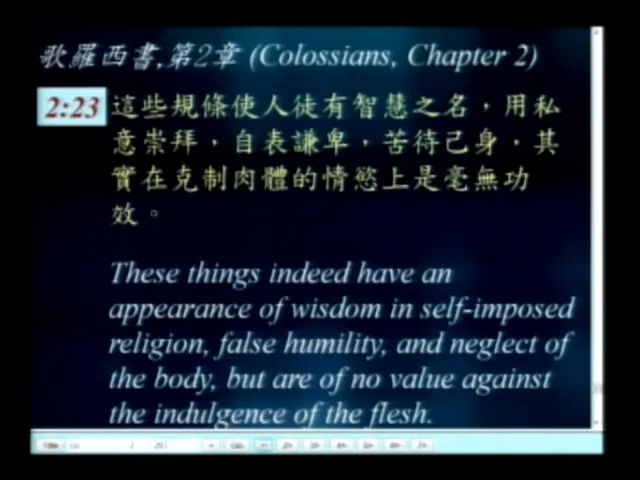 歌羅西書,第2章 (Colossians, Chapter 2)
2:23 這些規條使人徒有智慧之名，用私
意崇拜，自表謙卑，苦待己身，其
實在克制肉體的情慾上是毫無功
效。
These things indeed have an
appearance of wisdom in self-imposed
religion, false humility, and neglect of
the body, but are of no value against
the indulgence of the flesh.